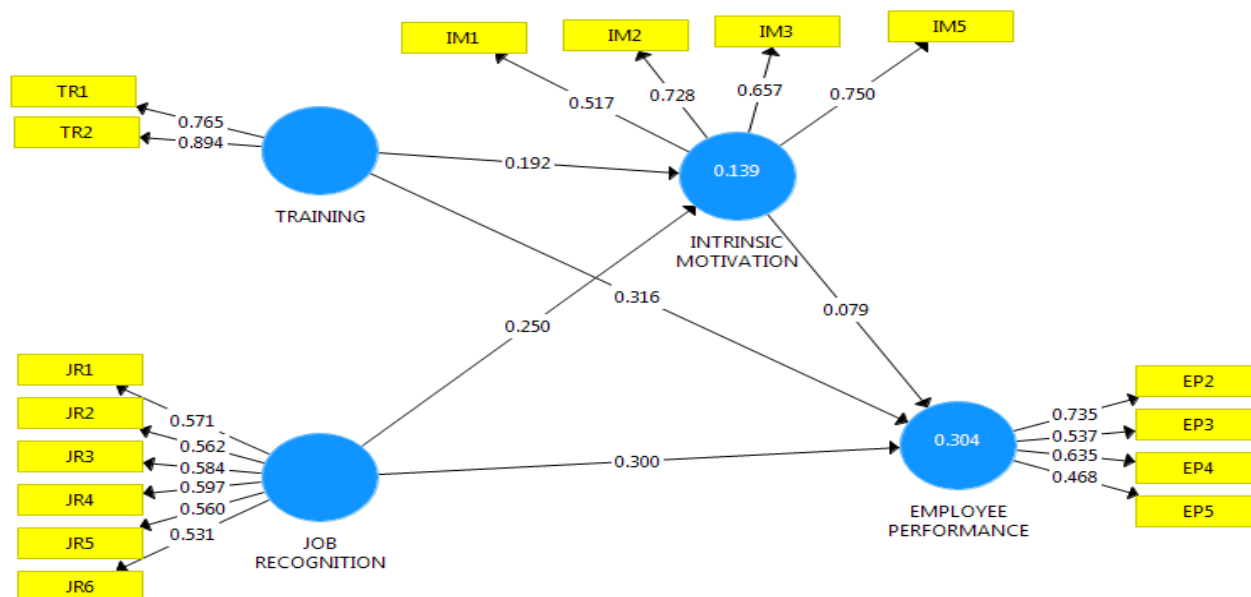 IM1
IM2
IM3
IM5
TR1
TR2
0.765
0.894
0.517
0.728
0.657
0.750
0.192
0.139
TRAINING
INTRINSIC
MOTIVATION
0.316
0.250
0.079
JR1
JR2
JR3
JR4
JR5
JR6
0.571
0.562
0.584
0.597
0.560
0.531
JOB
RECOGNITION
0.300
0.304
EMPLOYEE
PERFORMANCE
0.735
0.537
0.635
0.468
EP2
EP3
EP4
EP5